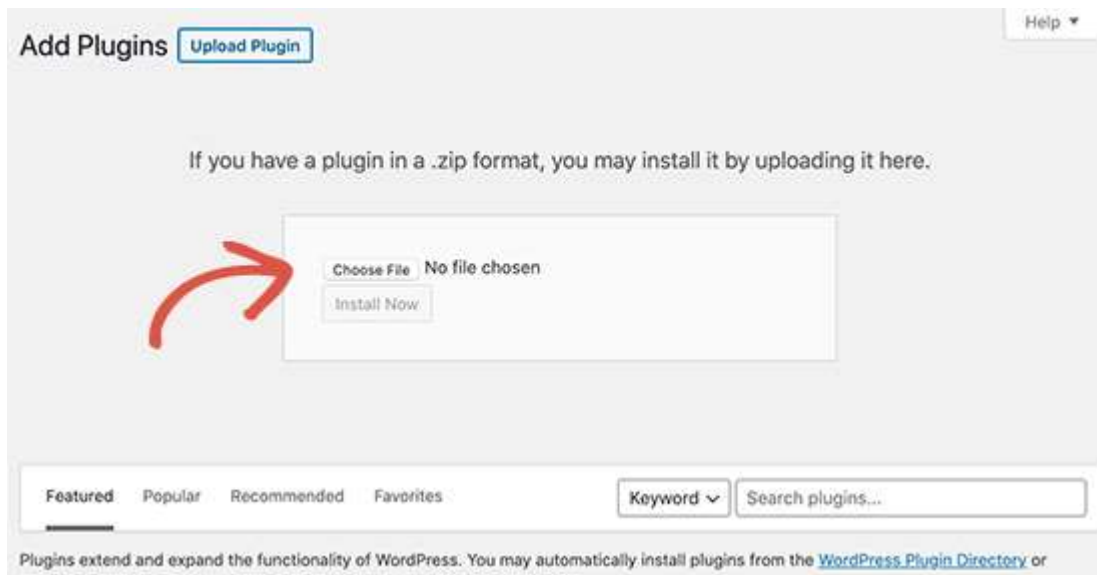 Help
Add Plugins Upload Plugin
If you have a plugin in a .zip format, you may install it by uploading it here.
Choose File No file chosen
Install Now
Featured Popular Recommended Favorites Keyword Search plugins...
Plugins extend and expand the functionality of WordPress. You may automatically install plugins from the WordPress Plugin Directory or